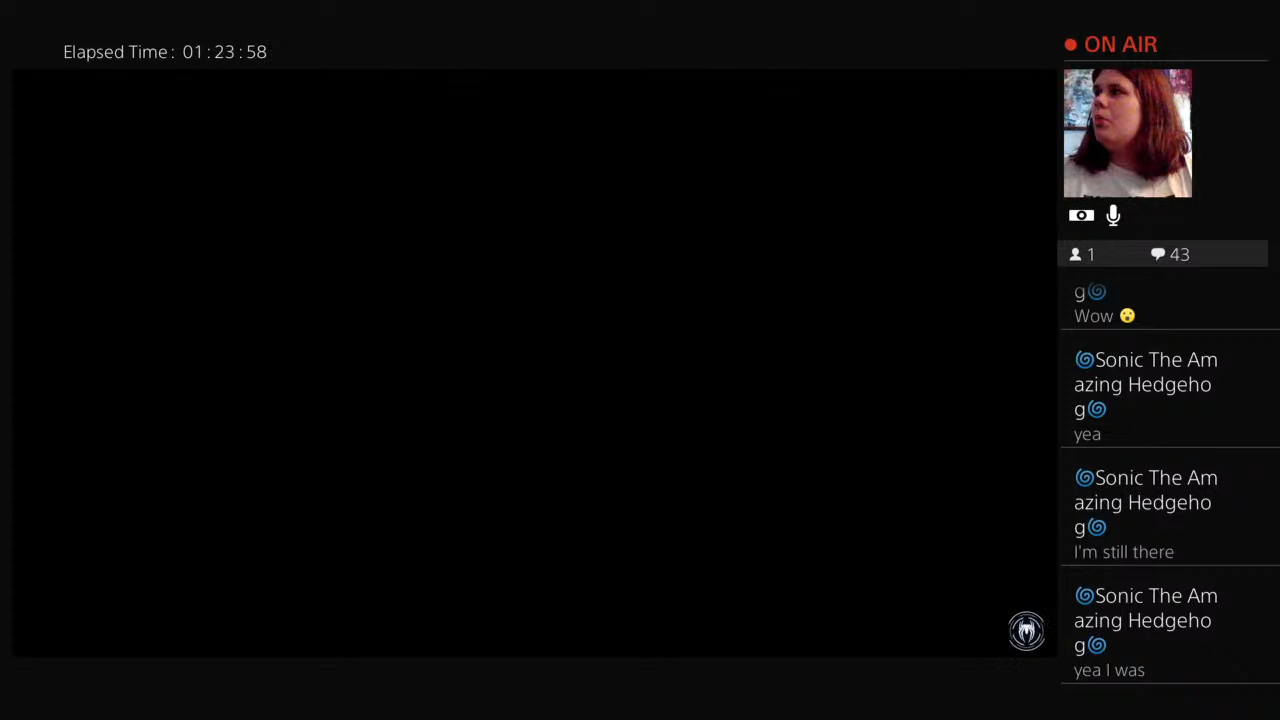 Elapsed Time: 01:23:58
ON AIR
1 43
g🌀
Wow 😮
🌀Sonic The Am
azing Hedgeho
g🌀
yea
🌀Sonic The Am
azing Hedgeho
g🌀
I'm still there
🌀Sonic The Am
azing Hedgeho
g🌀
yea I was